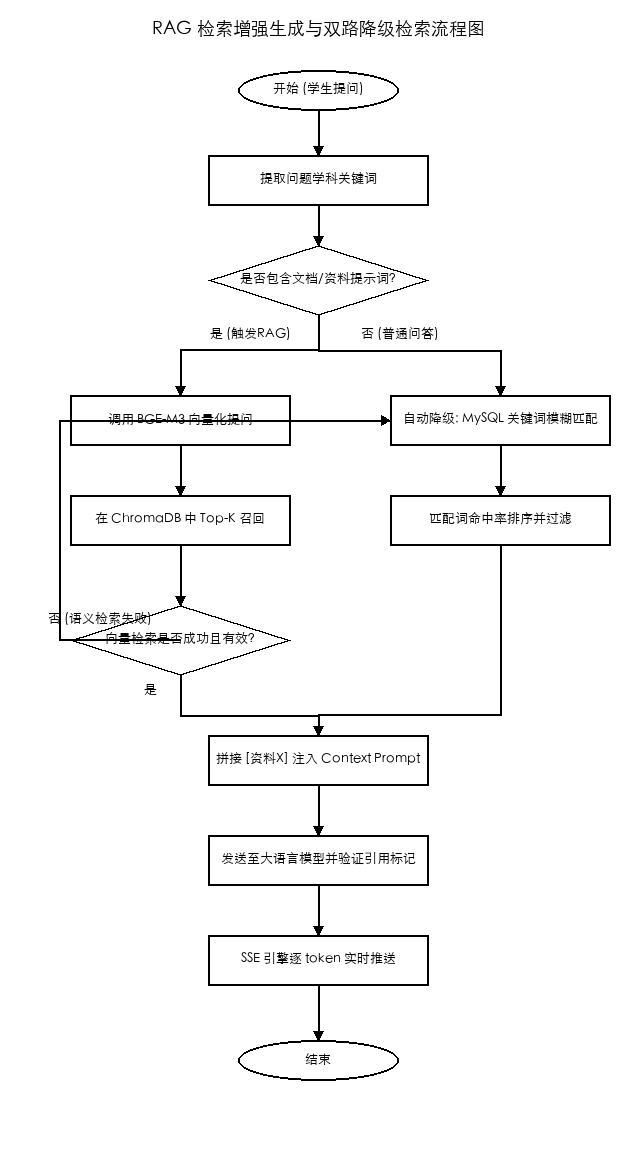 RAG 检索增强生成与双路降级检索流程图
开始 (学生提问)
提取问题学科关键词
是否包含文档/资料提示词?
是 (触发RAG)
否 (普通问答)
调用 BGE-M3 向量化提问
自动降级: MySQL 关键词模糊匹配
在 ChromaDB 中 Top-K 召回
匹配词命中率排序并过滤
否 (语义检索失败)
向量检索是否成功且有效?
是
拼接 [资料X] 注入 Context Prompt
发送至大语言模型并验证引用标记
SSE 引擎逐 token 实时推送
结束